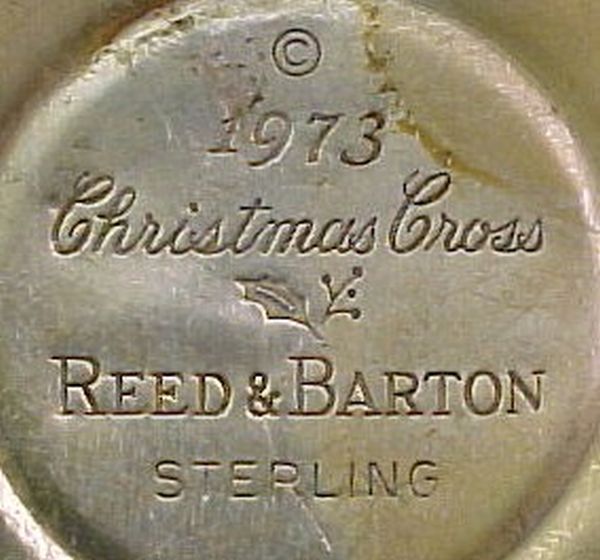 ©
1973
Christmas Cross
REED & BARTON
STERLING